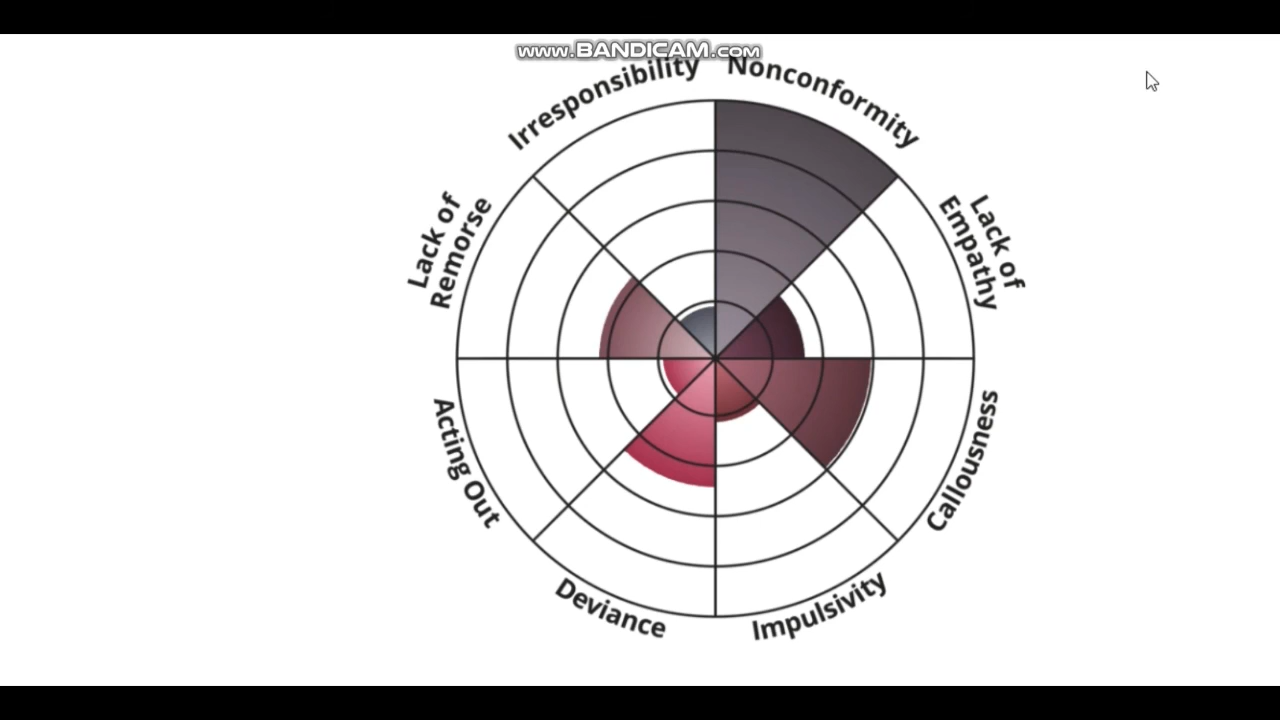 www.BANDICAM.com
Irresponsibility
Nonconformity
Lack of
Remorse
Lack of
Empathy
Acting Out
Callousness
Deviance
Impulsivity